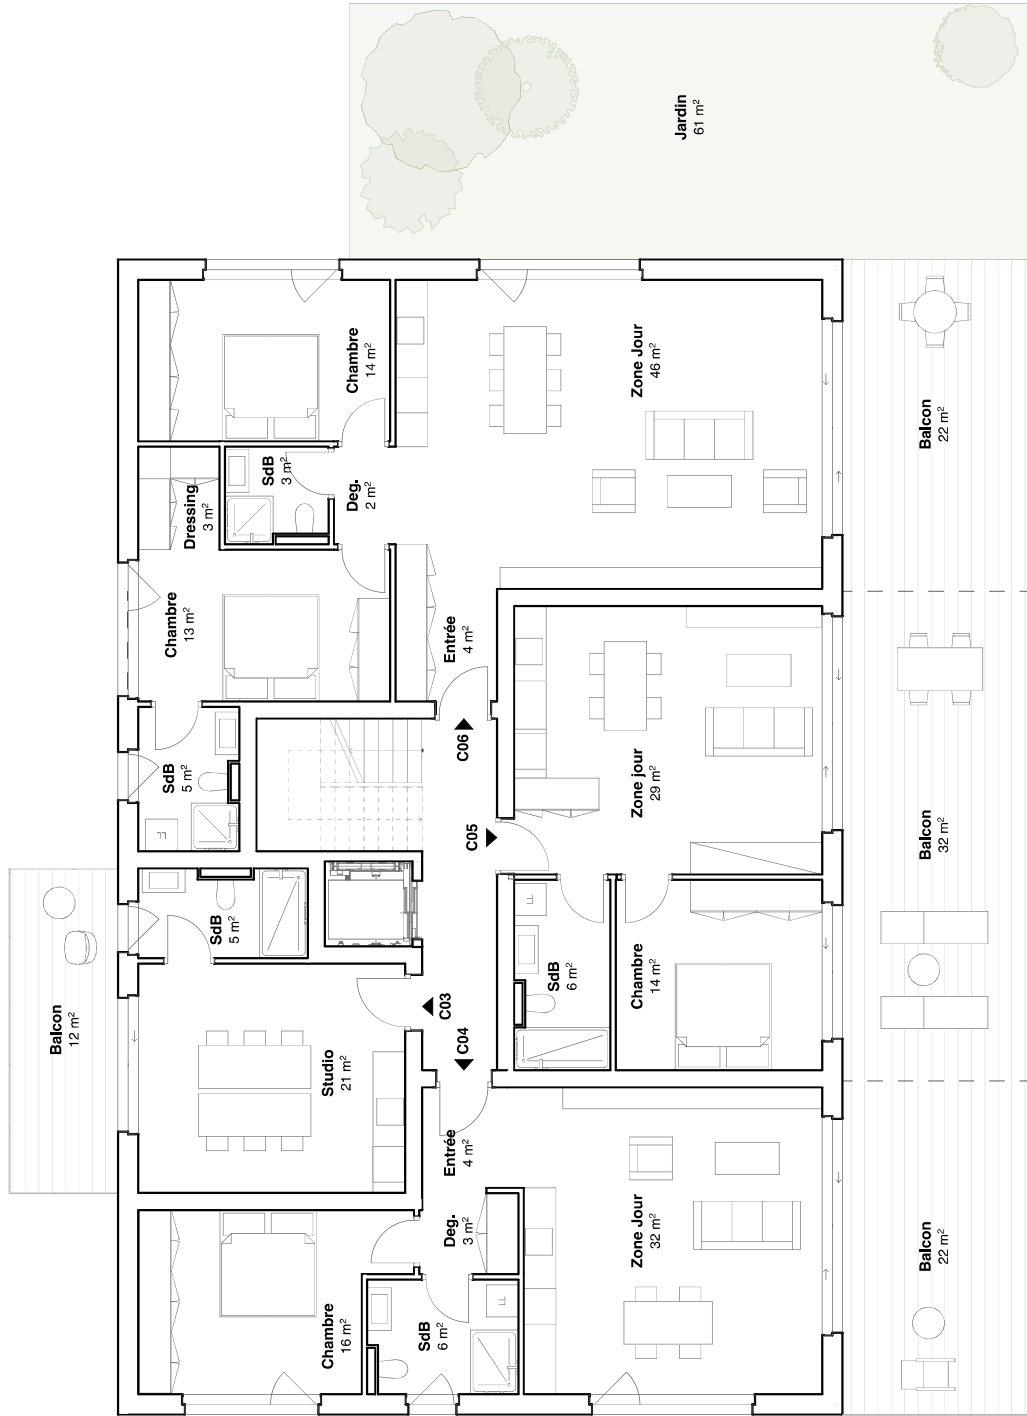 Jardin
61 m²
Chambre
14 m²
Zone Jour
46 m²
Balcon
22 m²
SdB
3 m²
Deg.
2 m²
Dressing
3 m²
Chambre
13 m²
Entrée
4 m²
C06
SdB
5 m²
C05
Zone jour
29 m²
Balcon
32 m²
LL
LL
SdB
5 m²
SdB
6 m²
Chambre
14 m²
Balcon
12 m²
C03
C04
Studio
21 m²
Entrée
4 m²
Deg.
3 m²
Zone Jour
32 m²
Balcon
22 m²
Chambre
16 m²
SdB
6 m²
LL